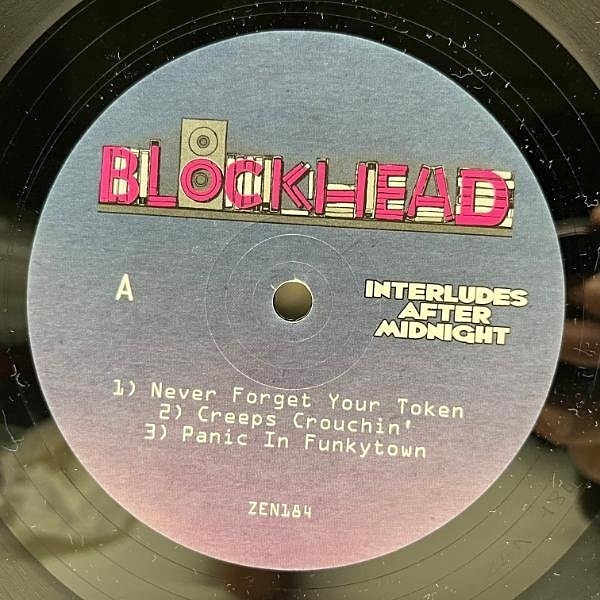 BLOCKHEAD
A
INTERLUDES
AFTER
MIDNIGHT
1) Never Forget Your Token
2) Creeps Crouchin'
3) Panic In Funkytown
ZEN184